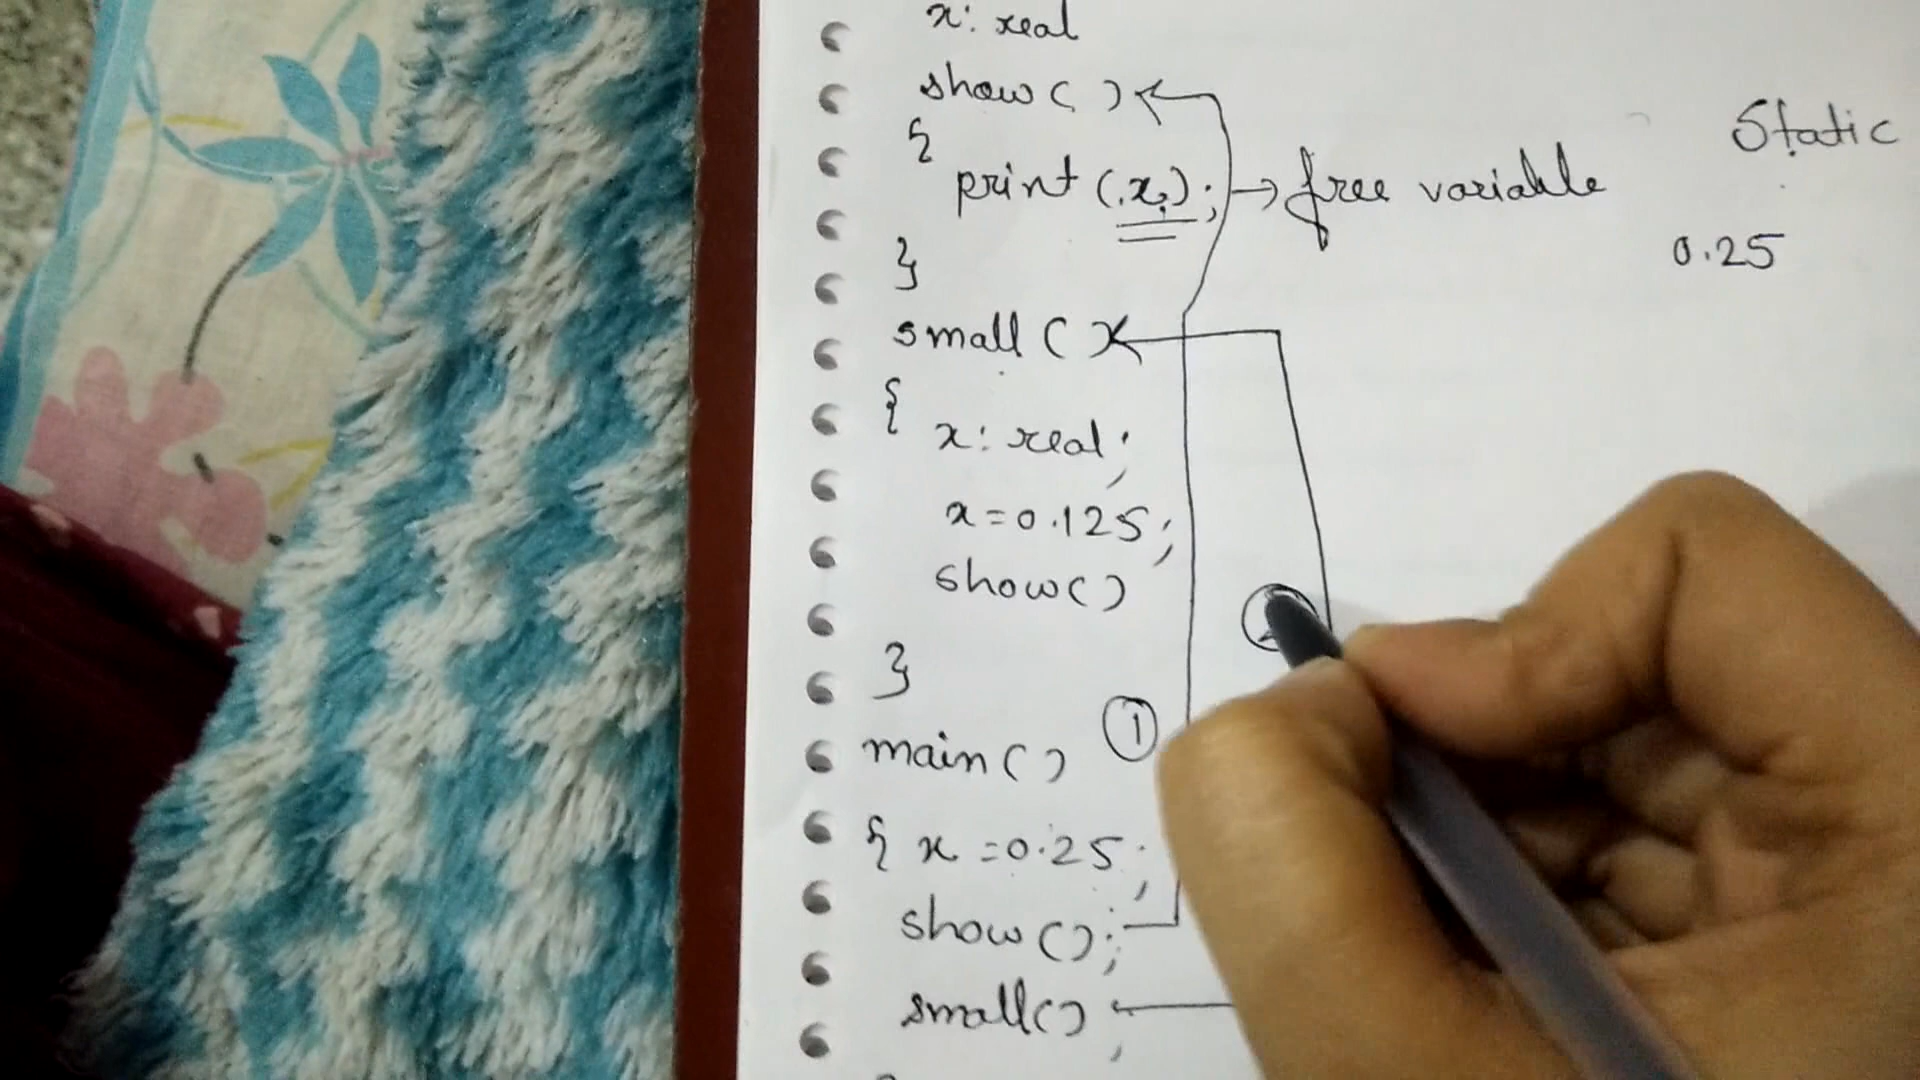 x: real
show ( )
{
print (x); → free variable
Static
0.25
}
small ( )
{
x: real;
x=0.125;
show()
}
1
main ( )
{ x =0.25;
show ();
small();